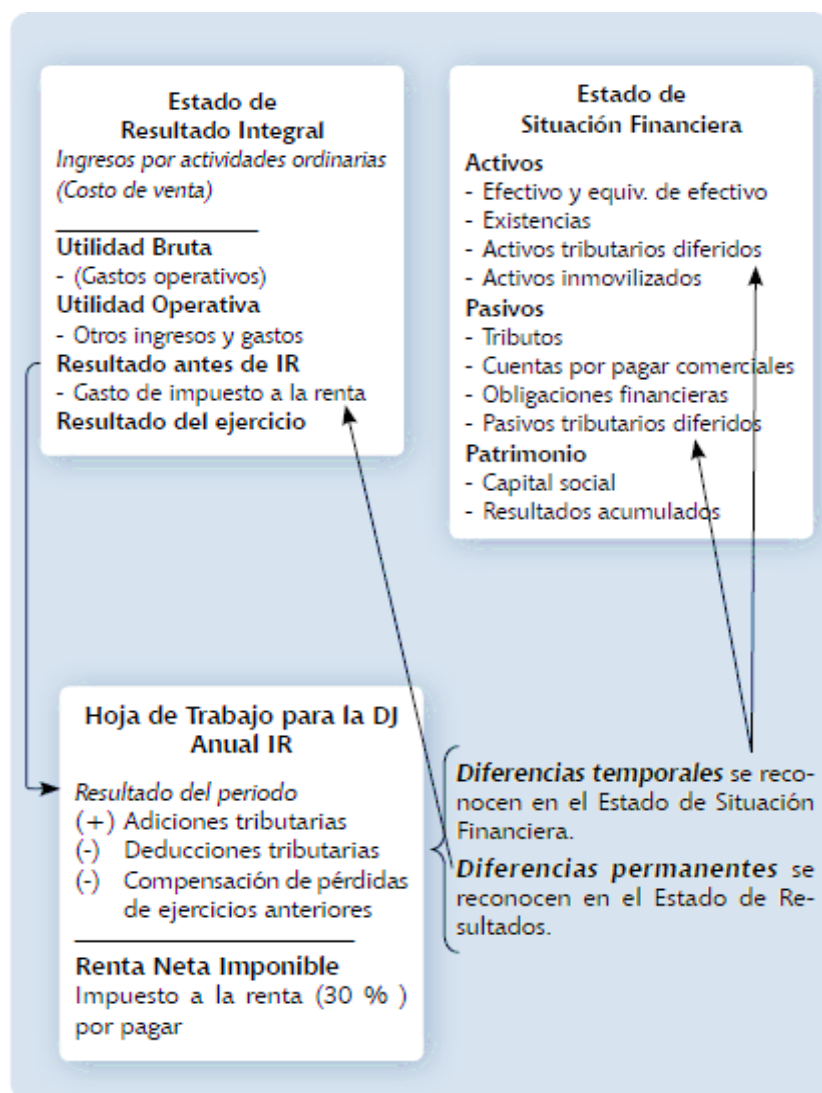 Estado de
Resultado Integral
Ingresos por actividades ordinarias
(Costo de venta)
Utilidad Bruta
- (Gastos operativos)
Utilidad Operativa
- Otros ingresos y gastos
Resultado antes de IR
- Gasto de impuesto a la renta
Resultado del ejercicio
Estado de
Situación Financiera
Activos
- Efectivo y equiv. de efectivo
- Existencias
- Activos tributarios diferidos
- Activos inmovilizados
Pasivos
- Tributos
- Cuentas por pagar comerciales
- Obligaciones financieras
- Pasivos tributarios diferidos
Patrimonio
- Capital social
- Resultados acumulados
Hoja de Trabajo para la DJ
Anual IR
Resultado del periodo
(+) Adiciones tributarias
(-) Deducciones tributarias
(-) Compensación de pérdidas
de ejercicios anteriores
Renta Neta Imponible
Impuesto a la renta (30 % )
por pagar
Diferencias temporales se reco-
nocen en el Estado de Situación
Financiera.
Diferencias permanentes se
reconocen en el Estado de Re-
sultados.